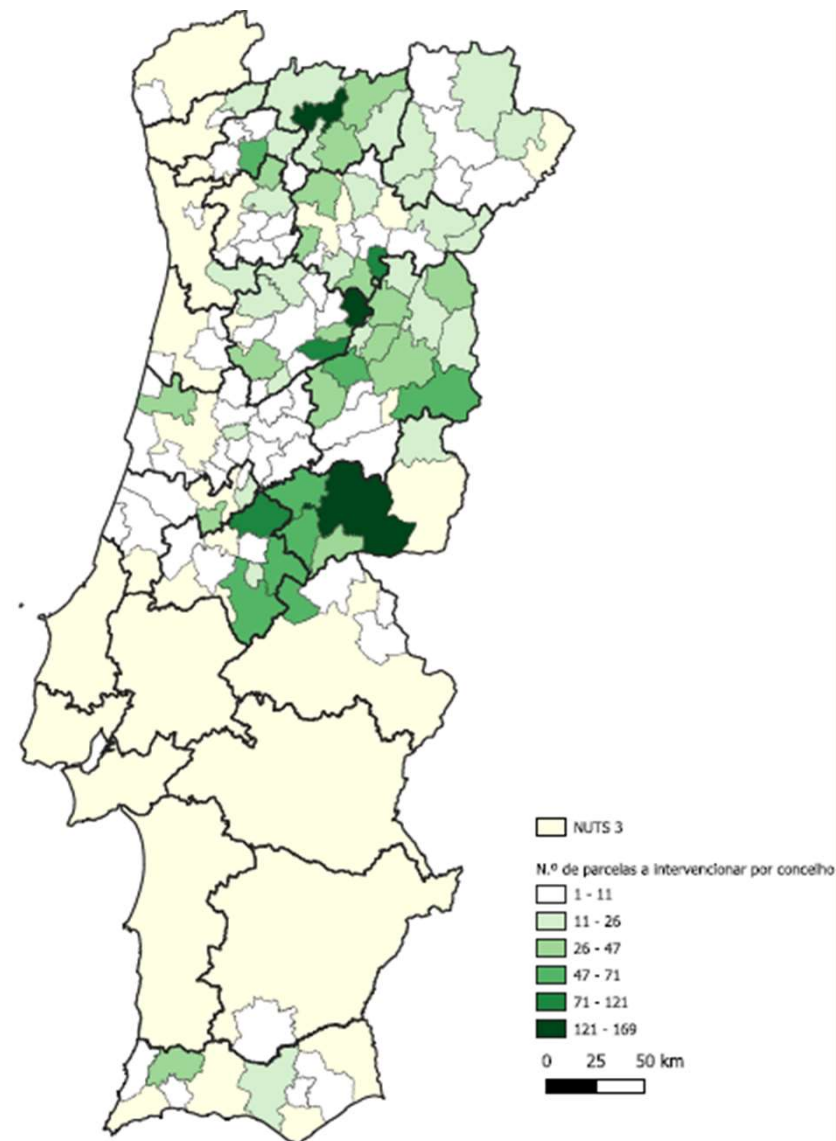 NUTS 3
N.º de parcelas a intervencionar por concelho
1 - 11
11 - 26
26 - 47
47 - 71
71 - 121
121 - 169
0 25 50 km